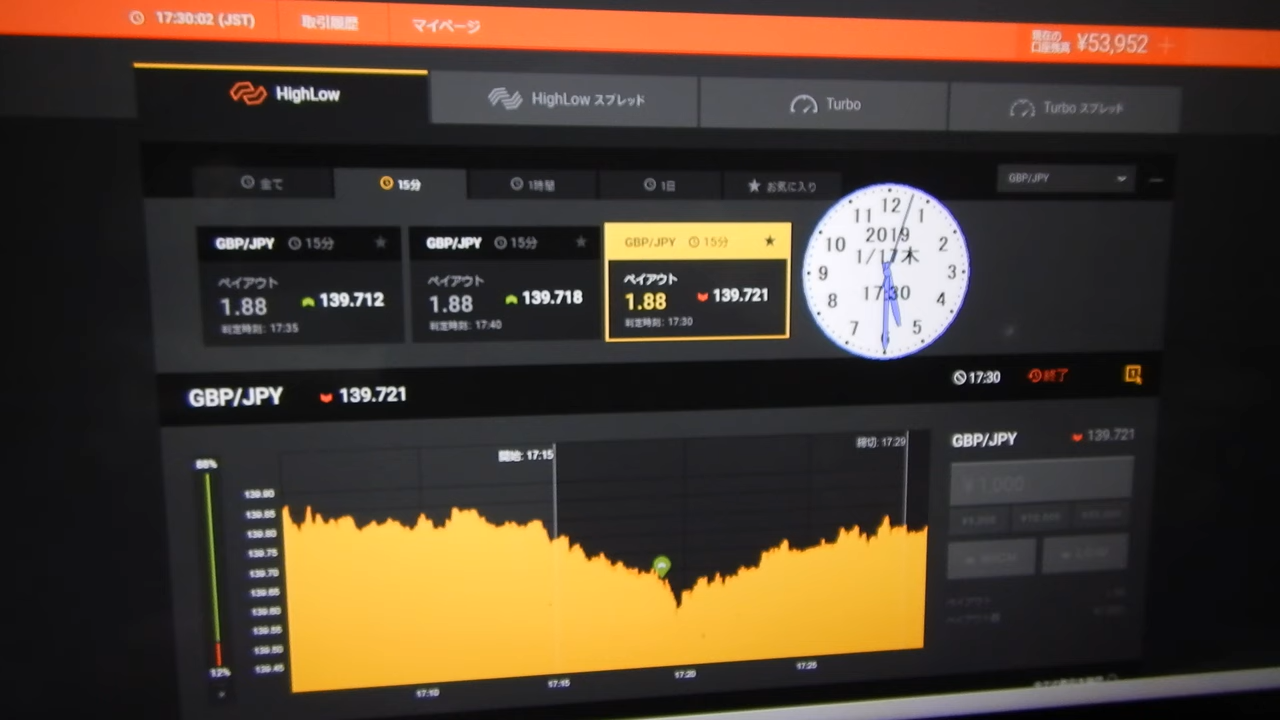 17:30:02 (JST) 取引履歴 マイページ 現在の口座残高 ¥53,952 +
HighLow HighLow スプレッド Turbo Turbo スプレッド
全て 15分 1時間 1日 お気に入り GBP/JPY
GBP/JPY 15分
ペイアウト
1.88 139.712
判定時刻: 17:35
GBP/JPY 15分
ペイアウト
1.88 139.718
判定時刻: 17:40
GBP/JPY 15分
ペイアウト
1.88 139.721
判定時刻: 17:30
12
1
2
3
4
5
7
8
9
10
11
2019
1/17木
17:30
GBP/JPY 139.721 17:30 終了
88%
12%
139.90
139.85
139.80
139.75
139.70
139.65
139.60
139.55
139.50
139.45
開始: 17:15
締切: 17:29
17:10 17:15 17:20 17:25
GBP/JPY 139.721
¥1,000